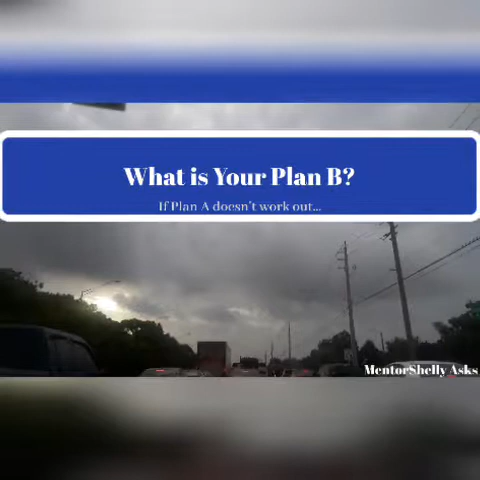 What is Your Plan B?
If Plan A doesn't work out...
MentorShelly Asks